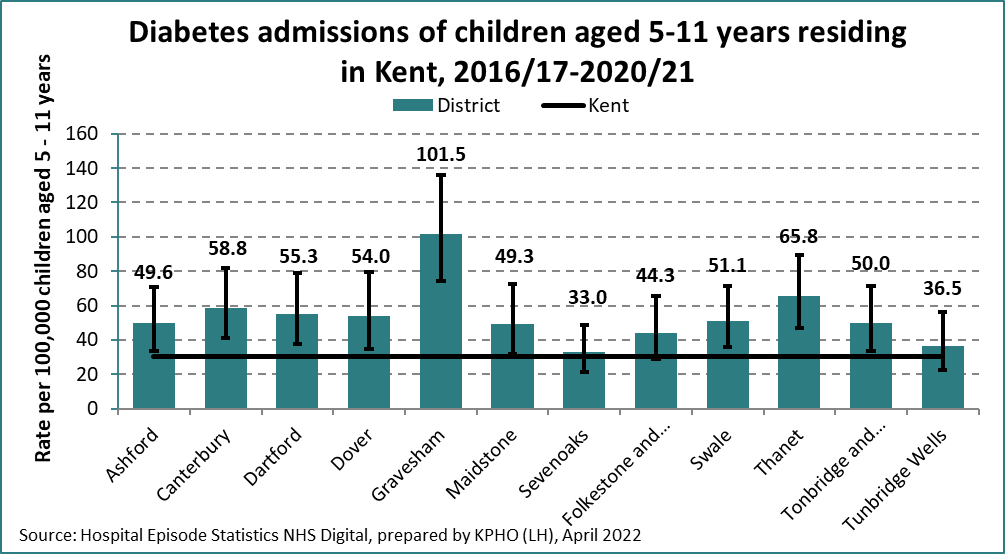 Diabetes admissions of children aged 5-11 years residing
in Kent, 2016/17-2020/21
District
Kent
Rate per 100,000 children aged 5 - 11 years
160
140
120
100
80
60
40
20
0
49.6
58.8
55.3
54.0
101.5
49.3
33.0
44.3
51.1
65.8
50.0
36.5
Ashford
Canterbury
Dartford
Dover
Gravesham
Maidstone
Sevenoaks
Folkestone and...
Swale
Thanet
Tonbridge and...
Tunbridge Wells
Source: Hospital Episode Statistics NHS Digital, prepared by KPHO (LH), April 2022